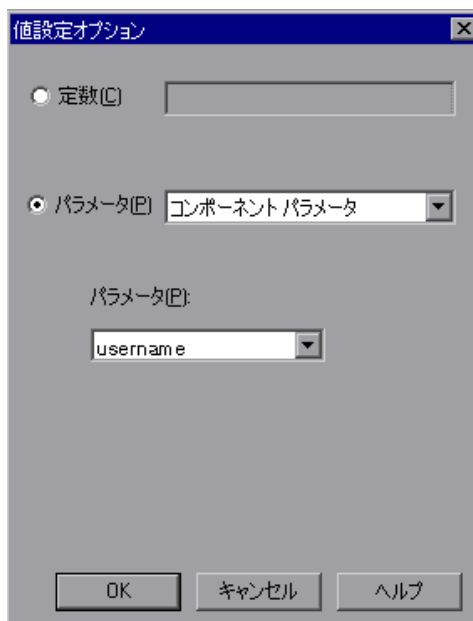 値設定オプション
定数(C)
パラメータ(P) コンポーネント パラメータ
パラメータ(P):
username
OK キャンセル ヘルプ